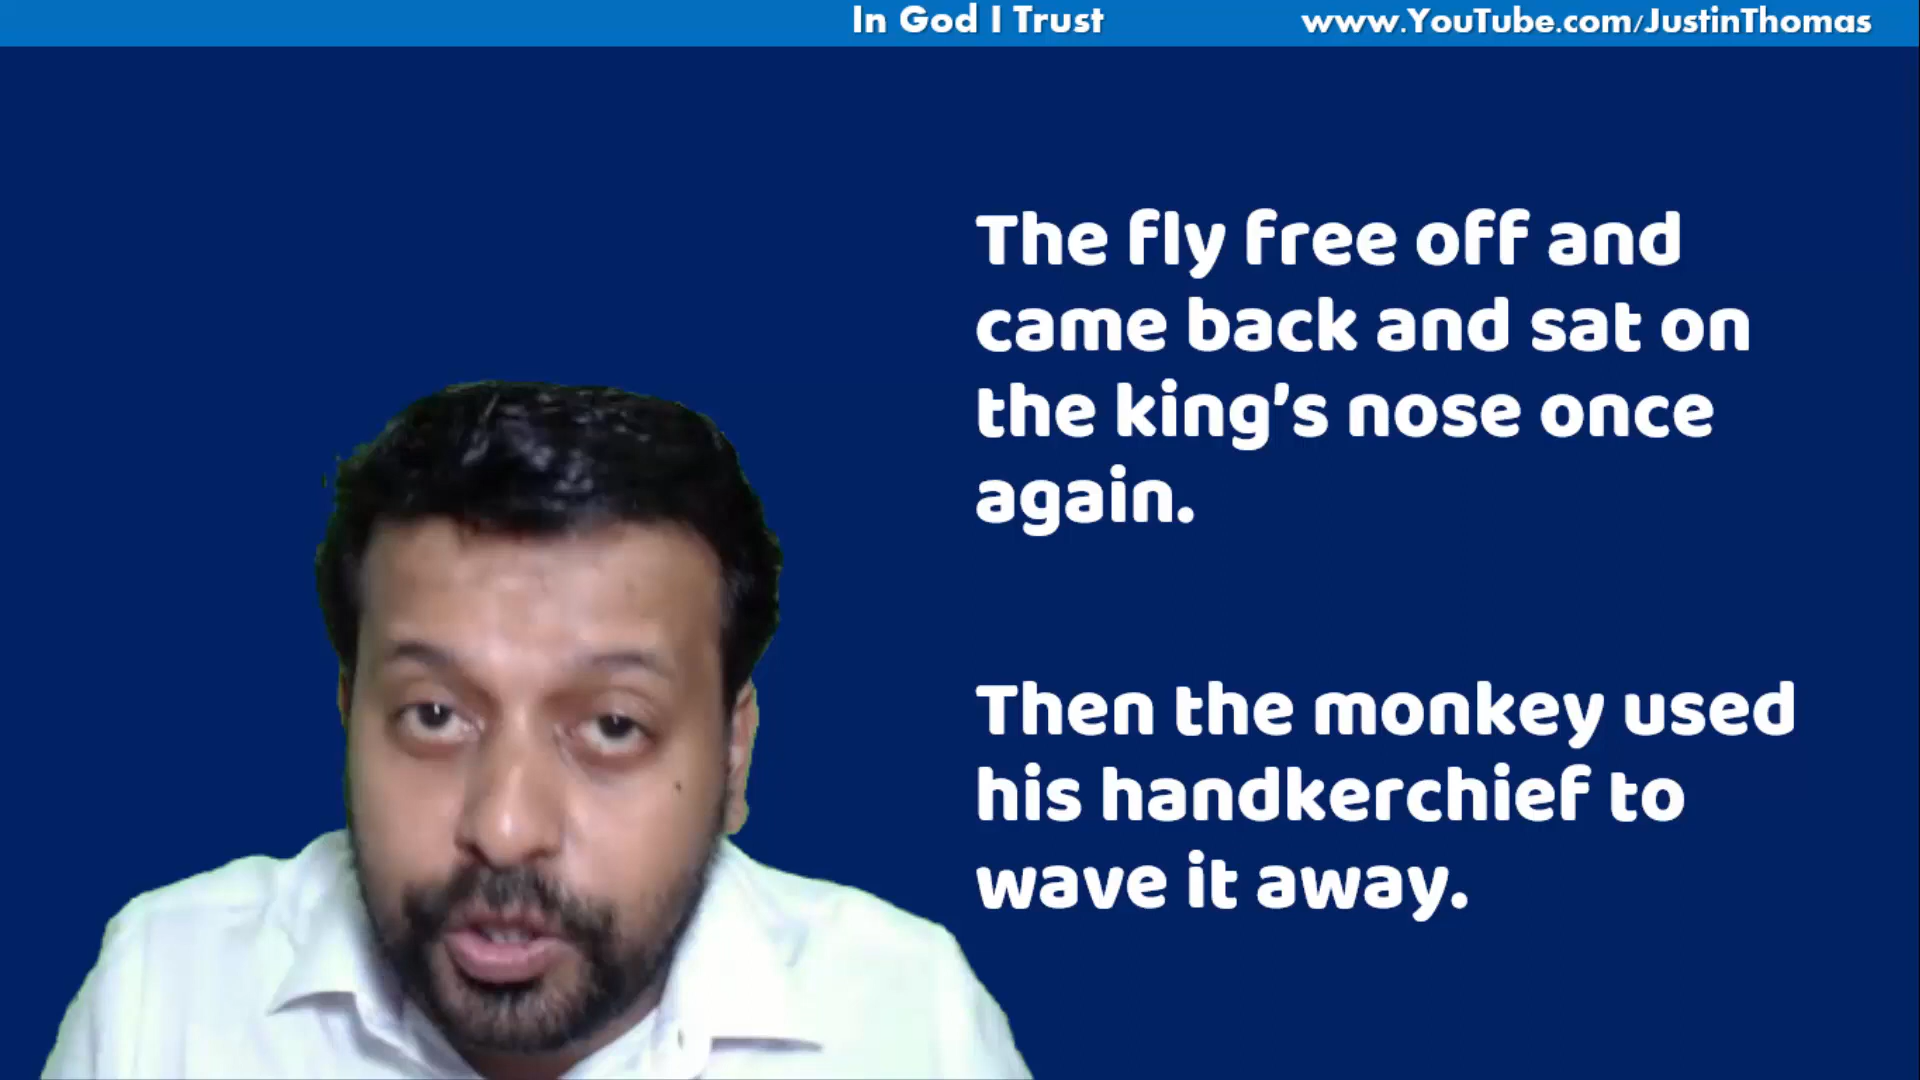 In God I Trust
www.YouTube.com/JustinThomas
The fly free off and
came back and sat on
the king’s nose once
again.
Then the monkey used
his handkerchief to
wave it away.